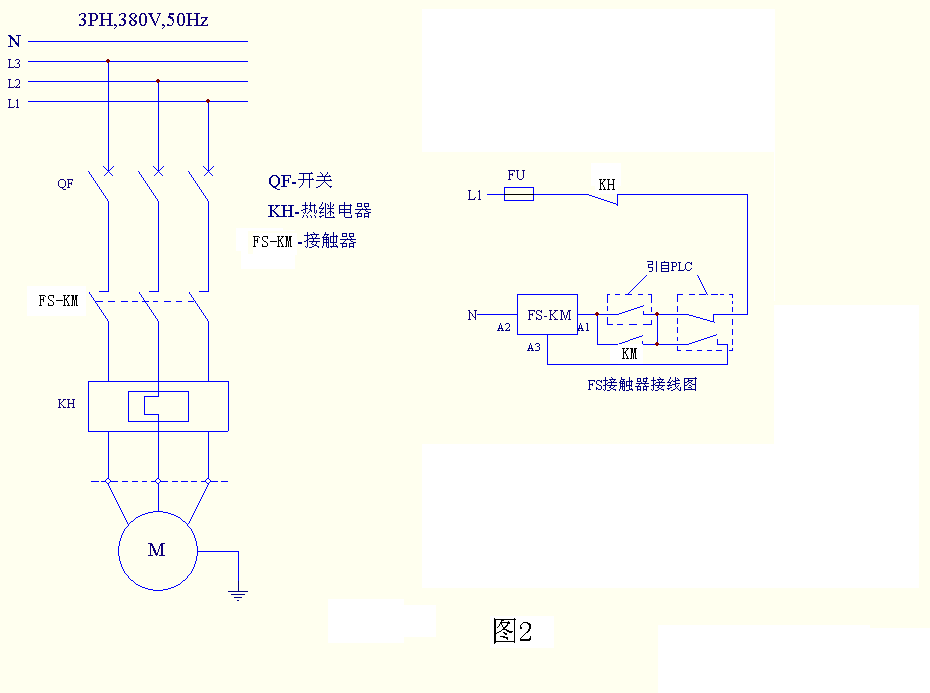 3PH,380V,50Hz
N
L3
L2
L1
QF
QF-开关
KH-热继电器
FS-KM-接触器
FS-KM
KH
M
L1
FU
KH
引自PLC
N
FS-KM
A2
A1
A3
KM
FS接触器接线图
图2